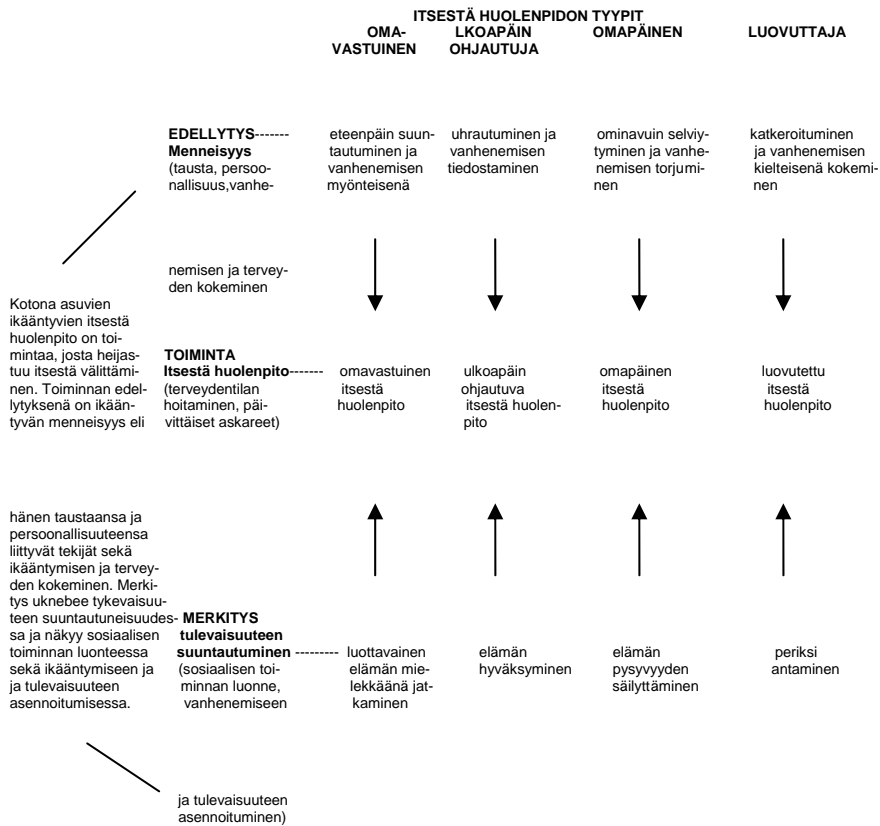 ITSESTÄ HUOLENPIDON TYYPIT
OMA- LKOAPÄIN OMAPÄINEN LUOVUTTAJA
VASTUINEN OHJAUTUJA
EDELLYTYS------- eteenpäin suun- uhrautuminen ja ominavuin selviy- katkeroituminen
Menneisyys tautuminen ja vanhenemisen tyminen ja vanhe- ja vanhenemisen
(tausta, persoo- vanhenemisen tiedostaminen nemisen torjumi- kielteisenä kokemi-
nallisuus,vanhe- myönteisenä nen nen
nemisen ja tervey-
den kokeminen
Kotona asuvien
ikääntyvien itsestä
huolenpito on toi-
mintaa, josta heijas-
tuu itsestä välittämi-
nen. Toiminnan edel-
lytyksenä on ikään-
tyvän menneisyys eli
TOIMINTA
Itsestä huolenpito------- omavastuinen ulkoapäin omapäinen luovutettu
(terveydentilan itsestä ohjautuva itsestä itsestä
hoitaminen, päi- huolenpito itsestä huolen- huolenpito huolenpito
vittäiset askareet) pito
hänen taustaansa ja
persoonallisuuteensa
liittyvät tekijät sekä
ikääntymisen ja tervey-
den kokeminen. Merki-
tys uknebee tykevaisuu-
teen suuntautuneisuudes-
sa ja näkyy sosiaalisen
toiminnan luonteessa
sekä ikääntymiseen ja
ja tulevaisuuteen
asennoitumisessa.
MERKITYS
tulevaisuuteen
suuntautuminen --------- luottavainen elämän elämän periksi
(sosiaalisen toi- elämän mie- hyväksyminen pysyvyyden antaminen
minnan luonne, lekkäänä jat- säilyttäminen
vanhenemiseen kaminen
ja tulevaisuuteen
asennoituminen)